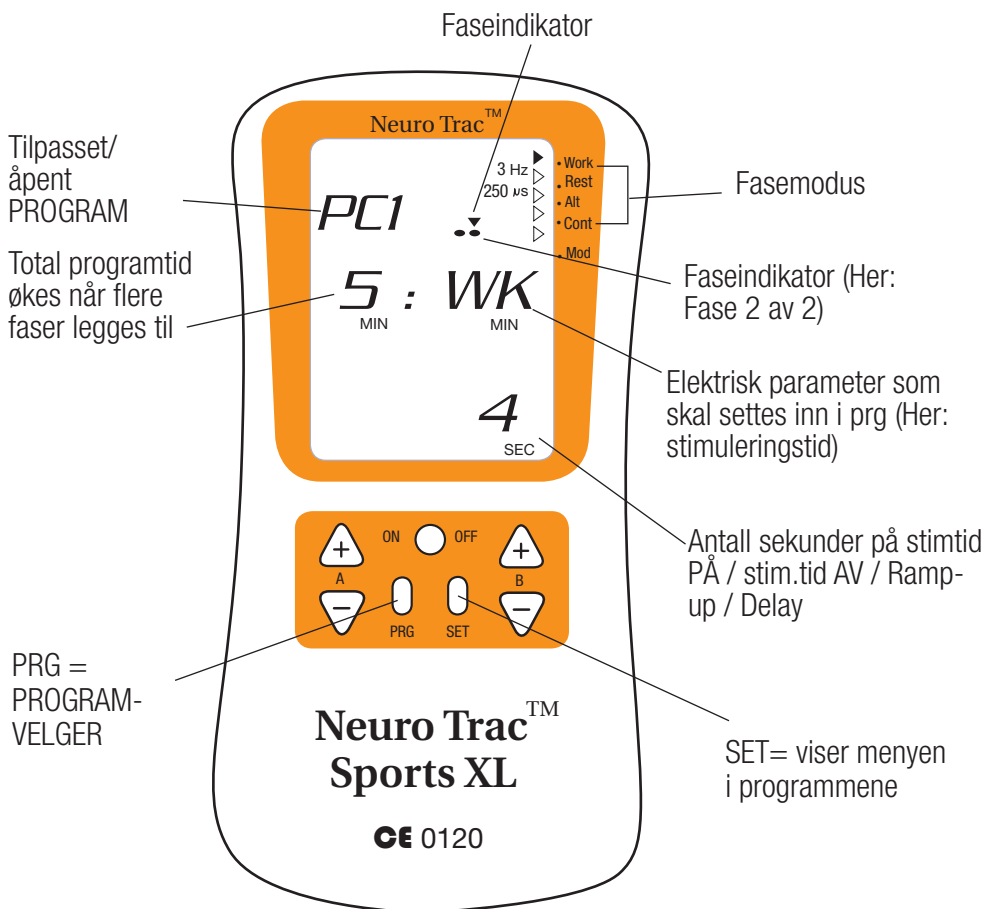 Faseindikator
Neuro Trac™
Tilpasset/
åpent
PROGRAM
PC1
3 Hz
250 µs
• Work
• Rest
• Alt
• Cont
• Mod
Fasemodus
Total programtid
økes når flere
faser legges til
5 : WK
MIN MIN
Faseindikator (Her:
Fase 2 av 2)
Elektrisk parameter som
skal settes inn i prg (Her:
stimuleringstid)
4
SEC
Antall sekunder på stimtid
PÅ / stim.tid AV / Ramp-
up / Delay
ON OFF
+ +
A B
− −
PRG SET
PRG =
PROGRAM-
VELGER
SET= viser menyen
i programmene
Neuro Trac™
Sports XL
CE 0120